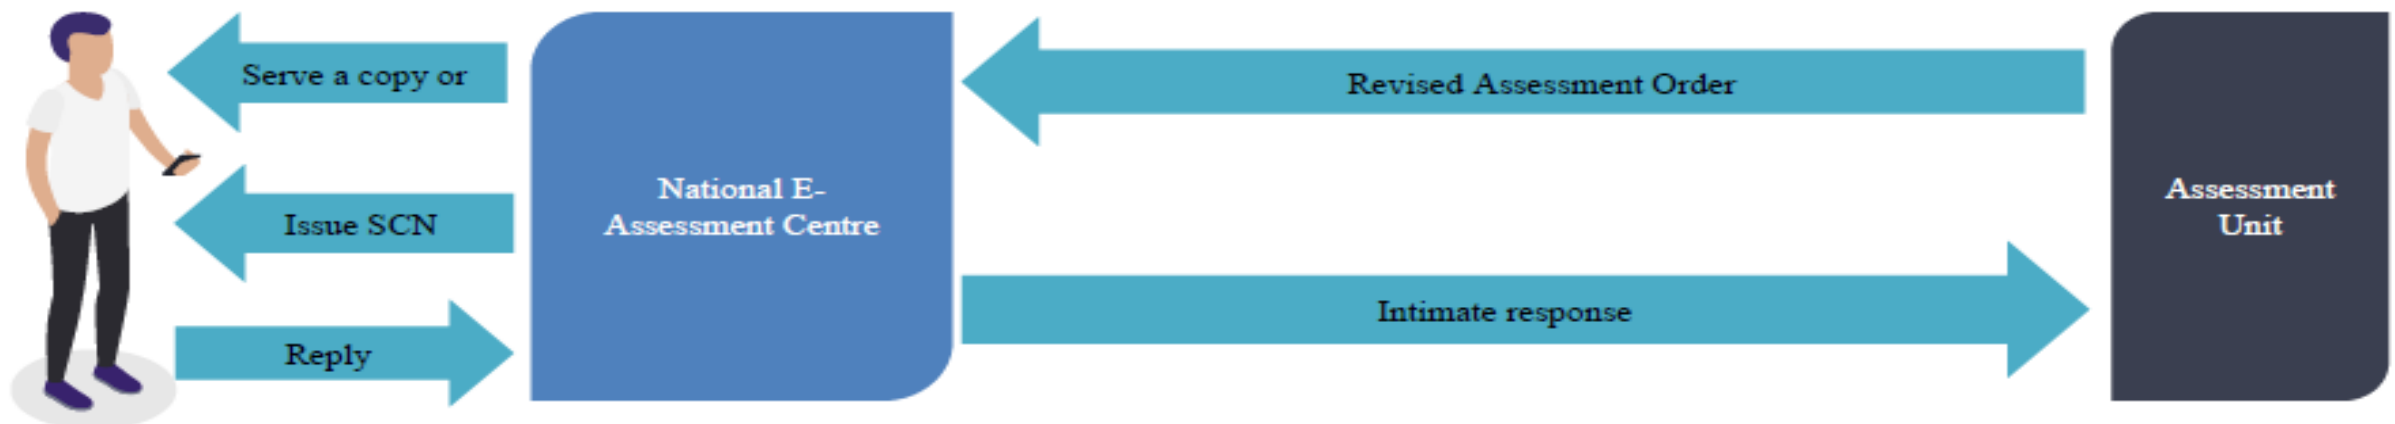 Serve a copy or
Issue SCN
Reply
National E-
Assessment Centre
Revised Assessment Order
Intimate response
Assessment
Unit